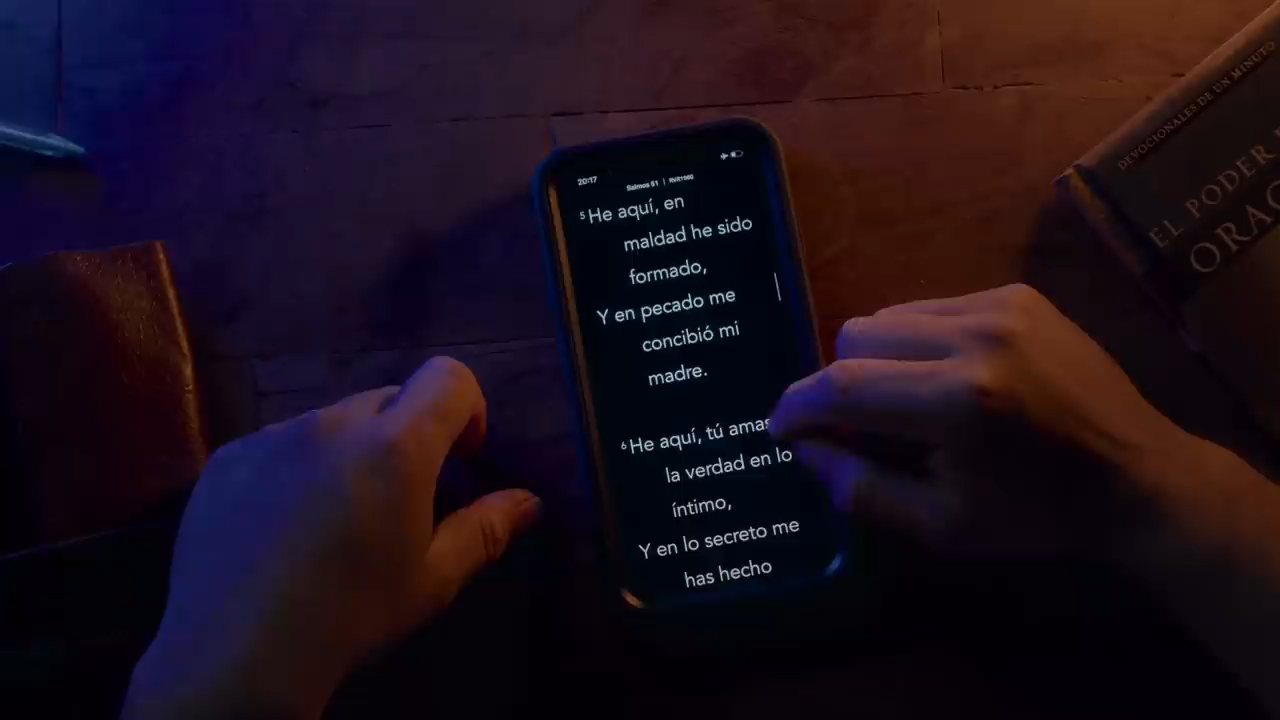 20:17
Salmos 51 | RVR1960
5 He aquí, en
maldad he sido
formado,
Y en pecado me
concibió mi
madre.
6 He aquí, tú amas
la verdad en lo
íntimo,
Y en lo secreto me
has hecho
DEVOCIONALES DE UN MINUTO
EL PODER